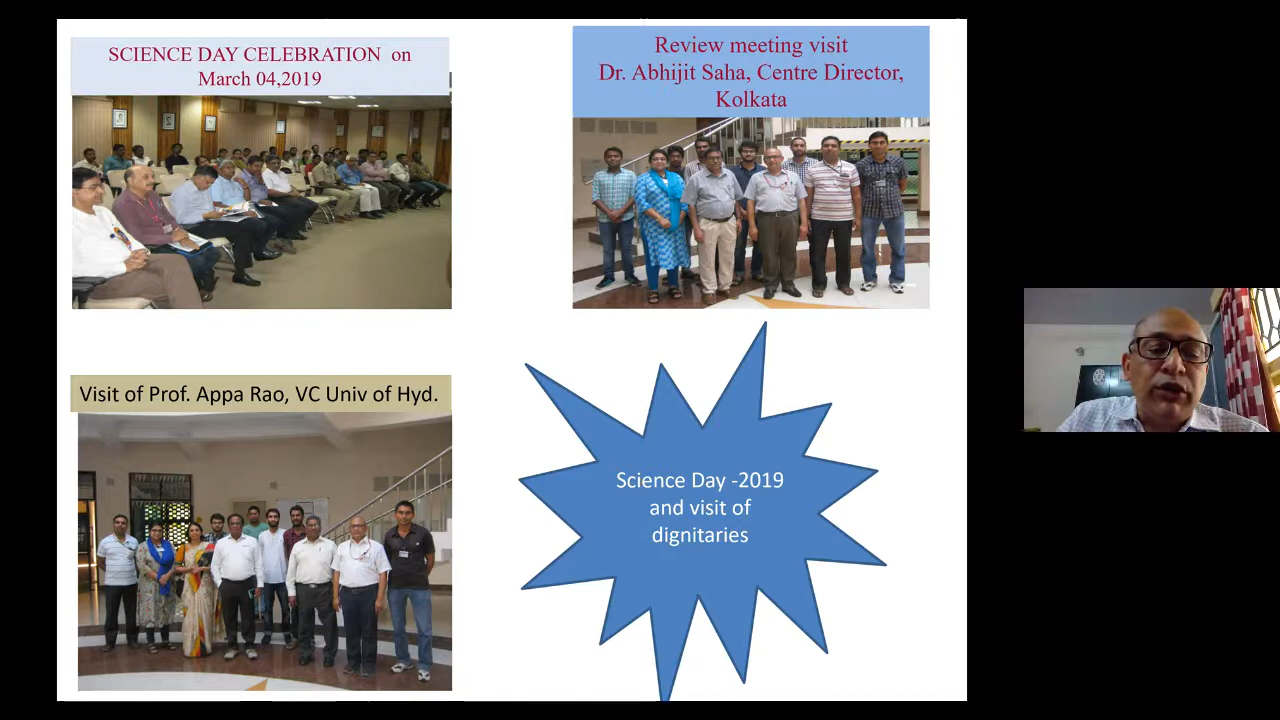 SCIENCE DAY CELEBRATION on
March 04,2019
Review meeting visit
Dr. Abhijit Saha, Centre Director,
Kolkata
Visit of Prof. Appa Rao, VC Univ of Hyd.
Science Day -2019
and visit of
dignitaries